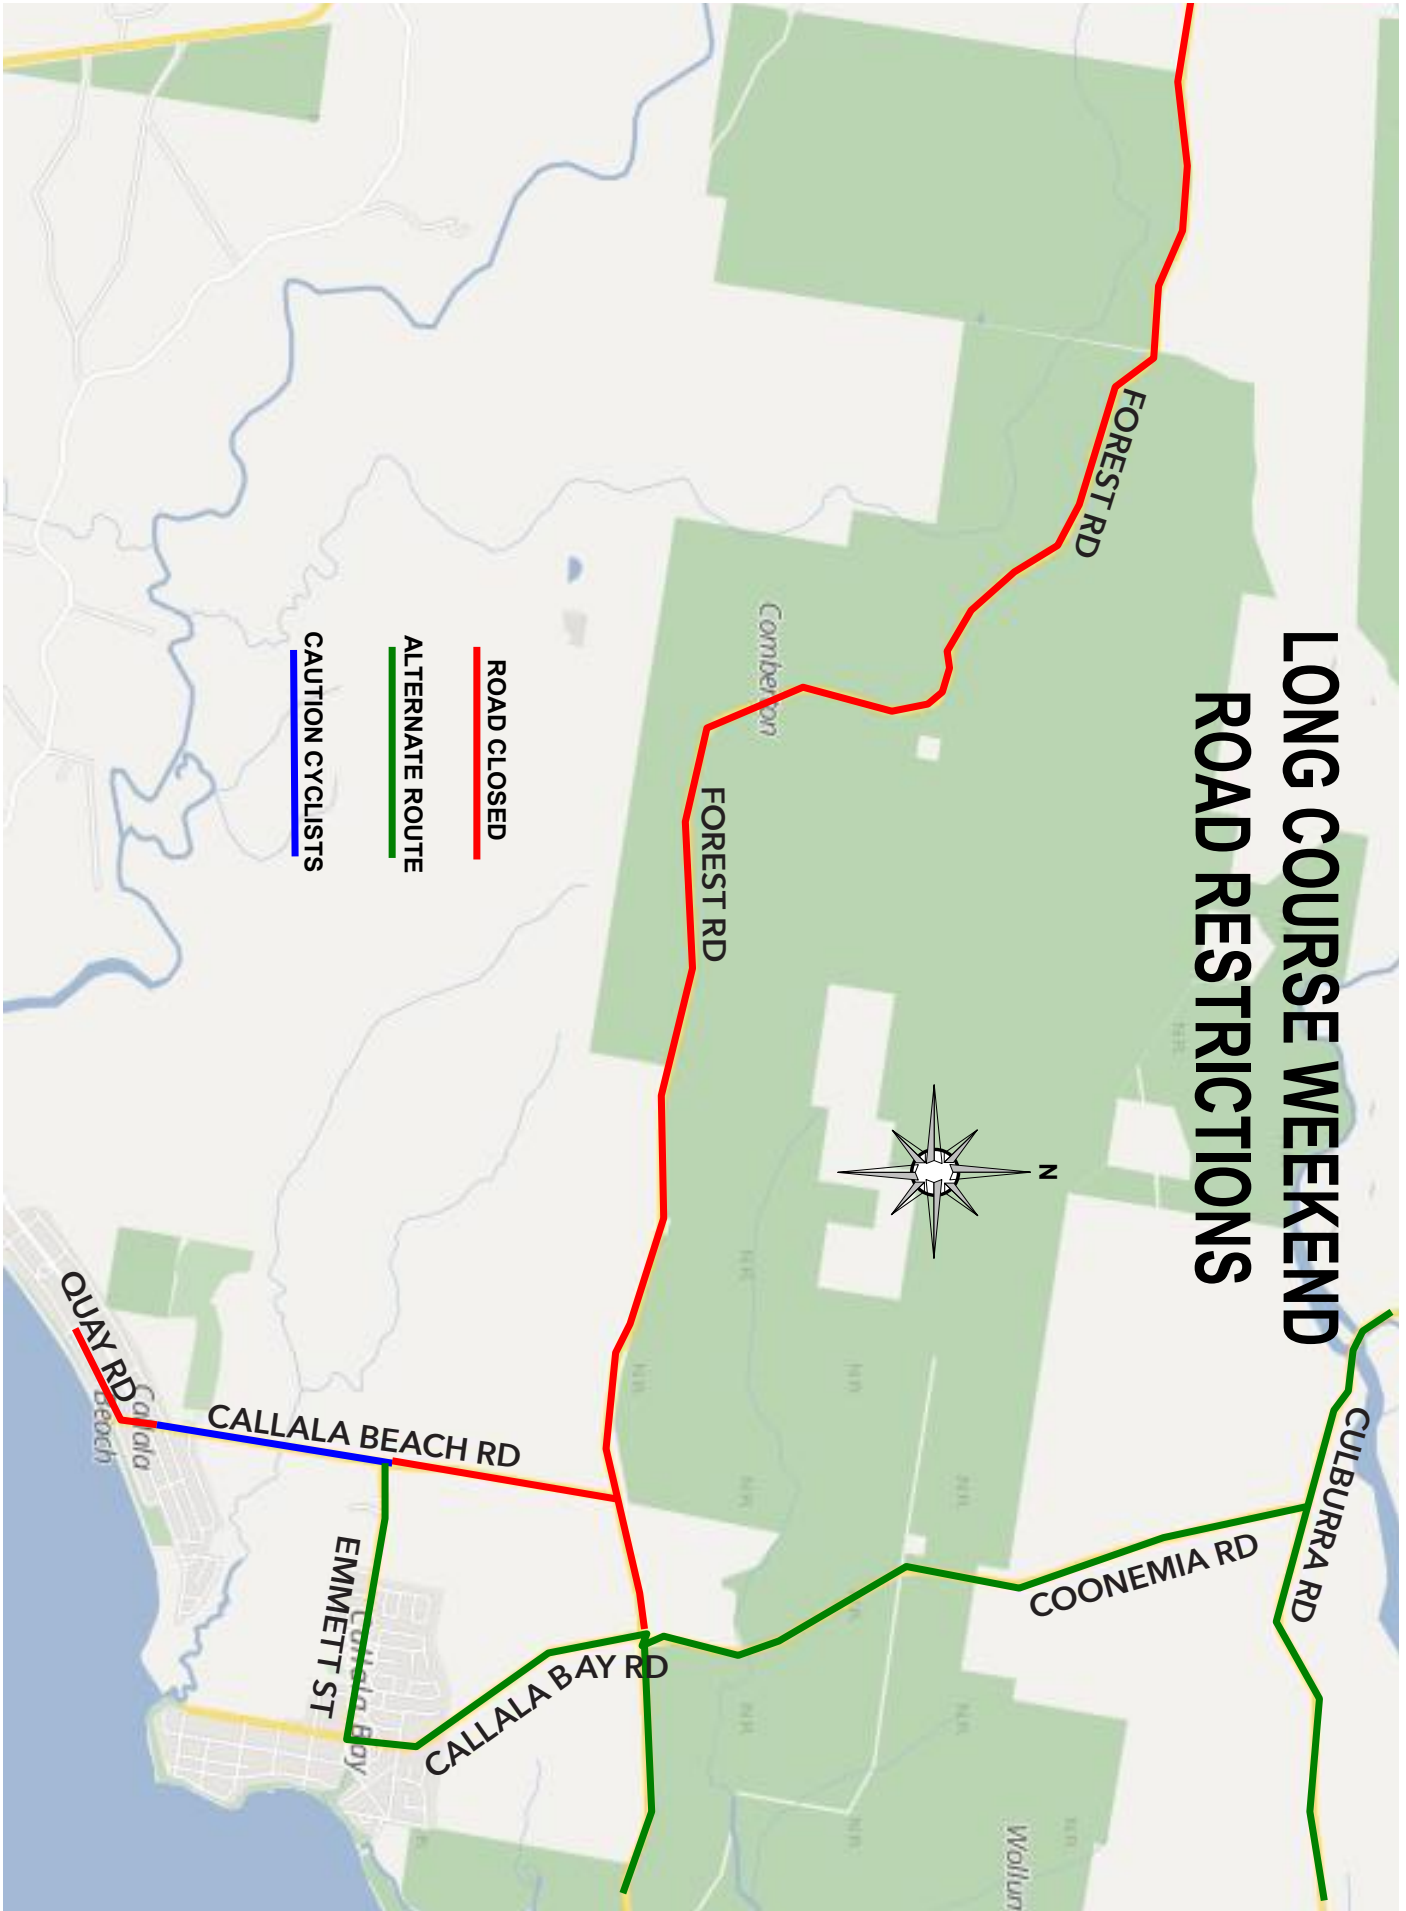 LONG COURSE WEEKEND
ROAD RESTRICTIONS
FOREST RD
Comberton
FOREST RD
ROAD CLOSED
ALTERNATE ROUTE
CAUTION CYCLISTS
N
N R
N R
N R
N R
N R
N R
N R
N R
N R
N R
N R
CULBURRA RD
COONEMIA RD
CALLALA BAY RD
CALLALA BEACH RD
QUAY RD
Callala
Beach
EMMETT ST
Callala Bay
Wollum